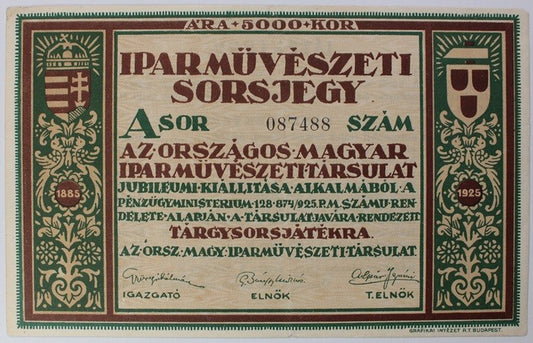 ÁRA · 5000 · KOR
IPARMŰVÉSZETI
SORSJEGY
A SOR 087488 SZÁM
AZ · ORSZÁGOS · MAGYAR
IPARMŰVÉSZETI TÁRSULAT
JUBILEUMI · KIÁLLITÁSA · ALKALMÁBÓL · A
PÉNZÜGYMINISTERIUM · 128 · 874/925. P. M. SZÁMU REN-
DELETE · ALAPJÁN · A · TÁRSULAT JAVÁRA · RENDEZETT
TÁRGYSORSJÁTÉKRA.
AZ · ORSZ · MAGY · IPARMŰVÉSZETI · TÁRSULAT
1885
1925
IGAZGATÓ ELNÖK T. ELNÖK
GRAFIKAI INTÉZET R.T. BUDAPEST.